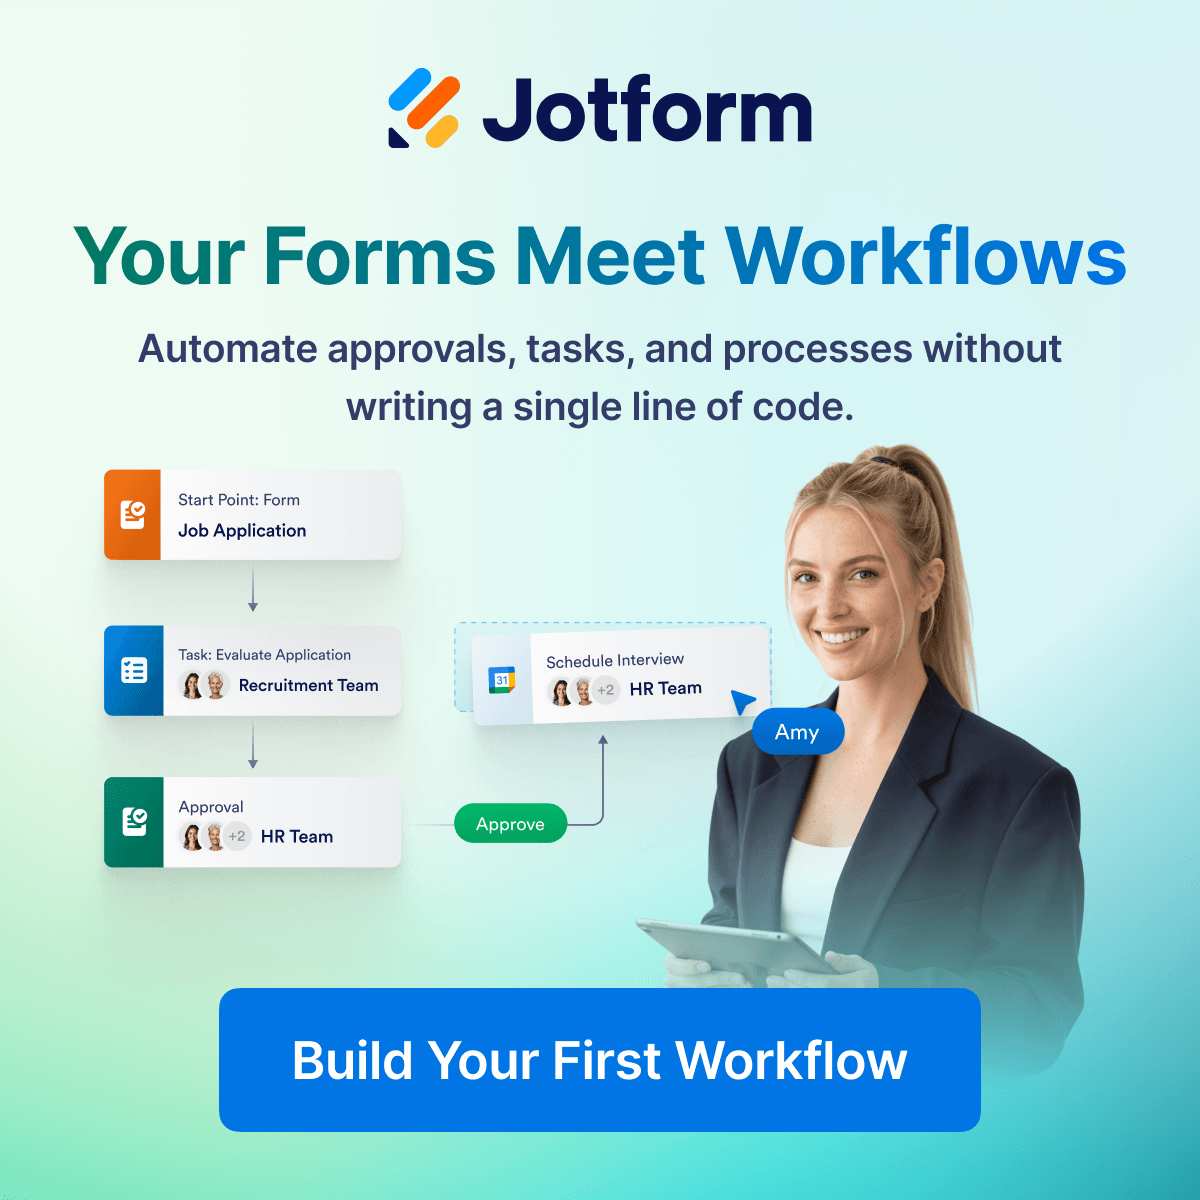 Jotform
Your Forms Meet Workflows
Automate approvals, tasks, and processes without
writing a single line of code.
Start Point: Form
Job Application
Task: Evaluate Application
Recruitment Team
Approval
+2 HR Team
Approve
31
Schedule Interview
+2 HR Team
Amy
Build Your First Workflow